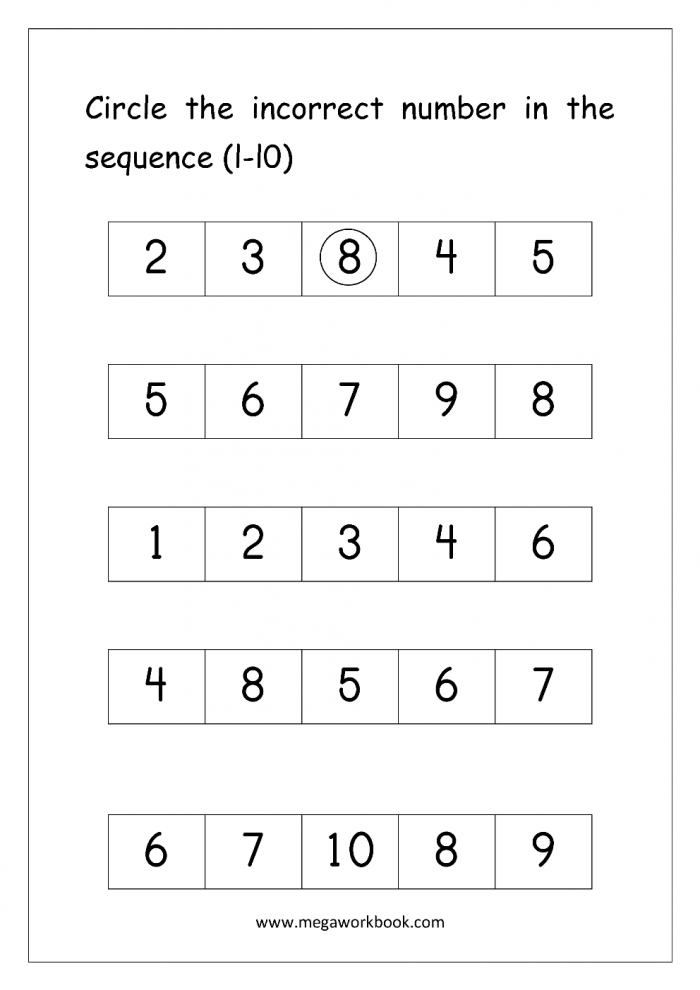 Circle the incorrect number in the
sequence (1-10)
2 3 8 4 5
5 6 7 9 8
1 2 3 4 6
4 8 5 6 7
6 7 10 8 9
www.megaworkbook.com